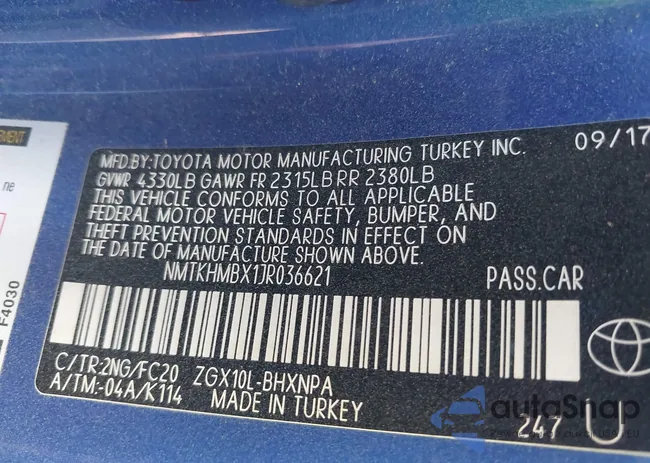 MFD.BY:TOYOTA MOTOR MANUFACTURING TURKEY INC. 09/17
GVWR 4330LB GAWR FR 2315LB RR 2380LB
THIS VEHICLE CONFORMS TO ALL APPLICABLE
FEDERAL MOTOR VEHICLE SAFETY, BUMPER, AND
THEFT PREVENTION STANDARDS IN EFFECT ON
THE DATE OF MANUFACTURE SHOWN ABOVE.
NMTKHMBX1JR036621 PASS.CAR
C/TR:2NG/FC20 ZGX10L-BHXNPA
A/TM:-04A/K114 MADE IN TURKEY
247 U
ne
F4030
autoSnap